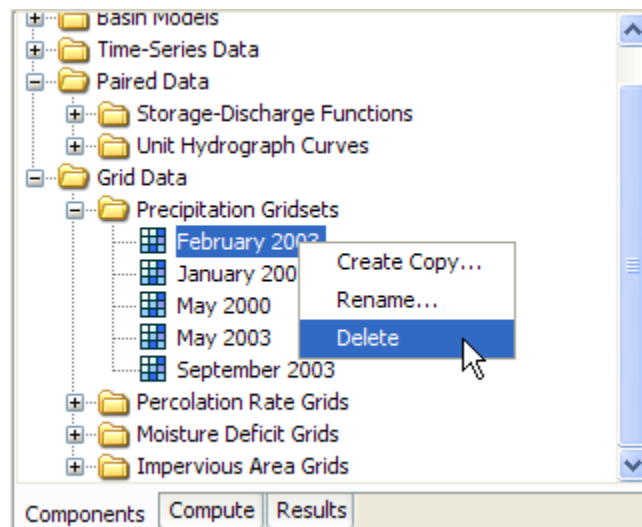 Basin Models
Time-Series Data
Paired Data
Storage-Discharge Functions
Unit Hydrograph Curves
Grid Data
Precipitation Gridsets
February 2003
Create Copy...
January 200
Rename...
May 2000
May 2003
Delete
September 2003
Percolation Rate Grids
Moisture Deficit Grids
Impervious Area Grids
Components Compute Results